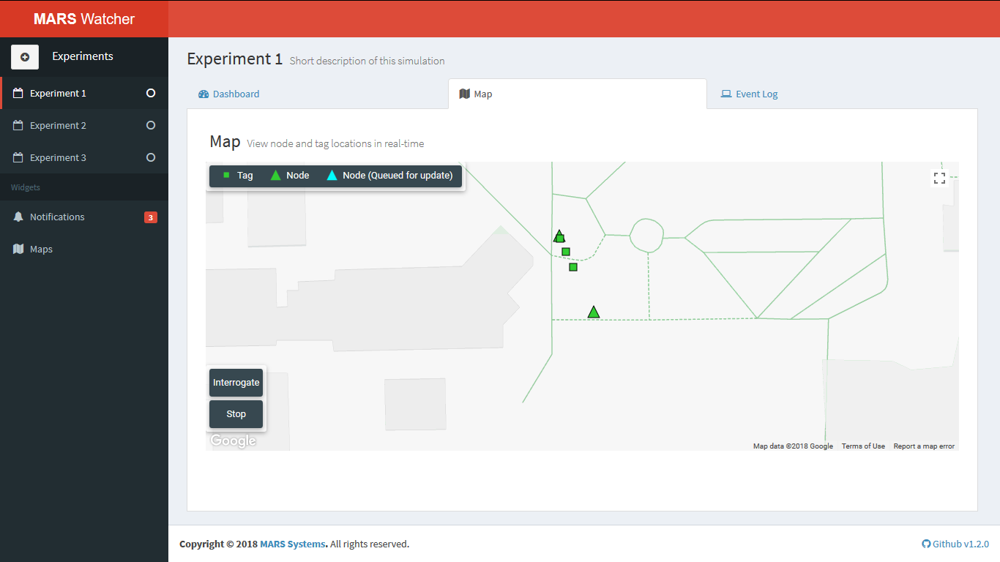 MARS Watcher
Experiments
Experiment 1
Experiment 2
Experiment 3
Widgets
Notifications 3
Maps
Experiment 1 Short description of this simulation
Dashboard Map Event Log
Map View node and tag locations in real-time
Tag Node Node (Queued for update)
Interrogate
Stop
Google
Map data ©2018 Google Terms of Use Report a map error
Copyright © 2018 MARS Systems. All rights reserved. Github v1.2.0